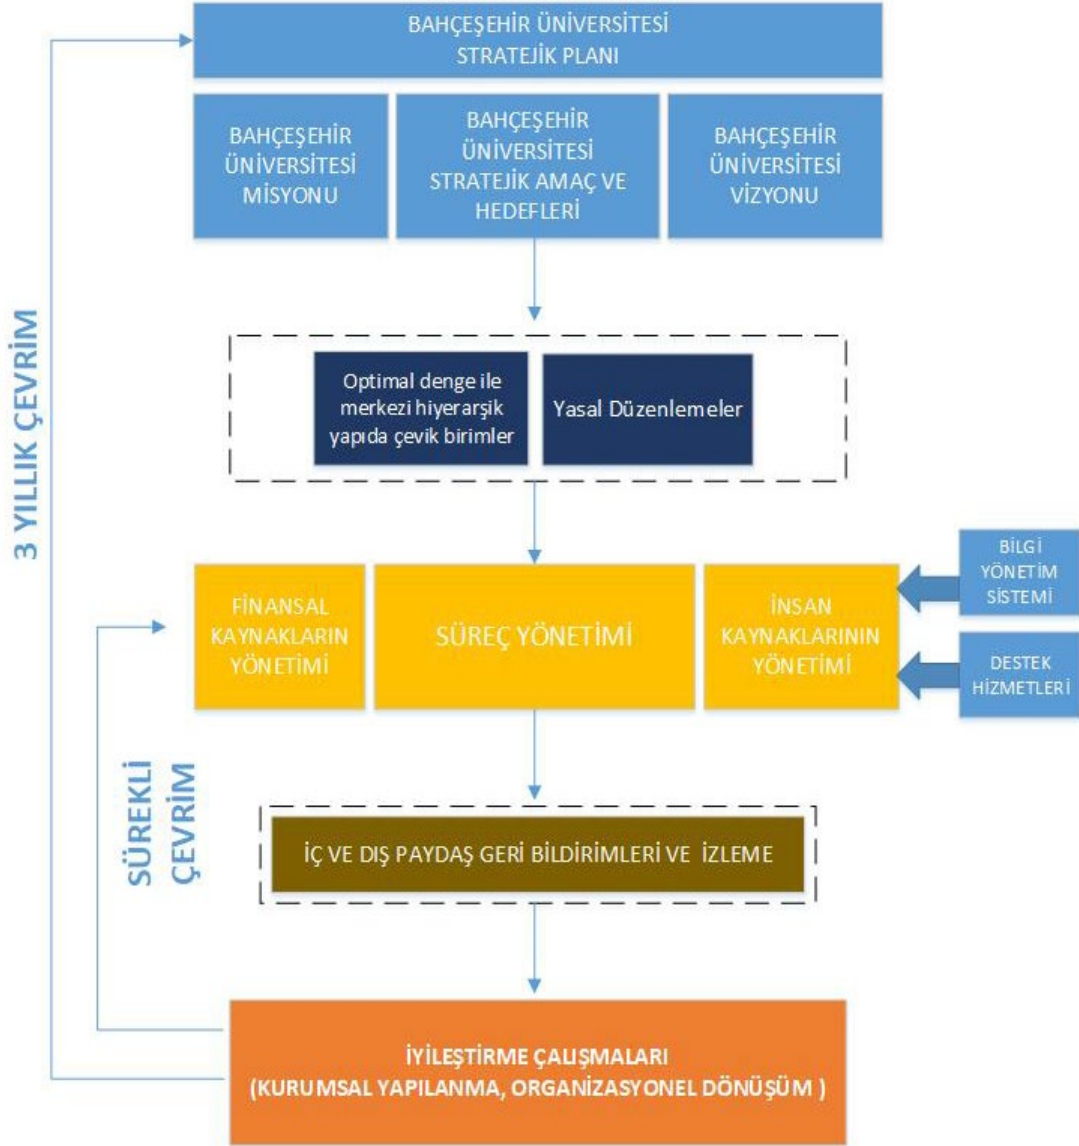 BAHÇEŞEHİR ÜNİVERSİTESİ
STRATEJİK PLANI
BAHÇEŞEHİR
ÜNİVERSİTESİ
MİSYONU
BAHÇEŞEHİR
ÜNİVERSİTESİ
STRATEJİK AMAÇ VE
HEDEFLERİ
BAHÇEŞEHİR
ÜNİVERSİTESİ
VİZYONU
3 YILLIK ÇEVRİM
Optimal denge ile
merkezi hiyerarşik
yapıda çevik birimler
Yasal Düzenlemeler
FİNANSAL
KAYNAKLARIN
YÖNETİMİ
SÜREÇ YÖNETİMİ
İNSAN
KAYNAKLARININ
YÖNETİMİ
BİLGİ
YÖNETİM
SİSTEMİ
DESTEK
HİZMETLERİ
SÜREKLİ
ÇEVRİM
İÇ VE DIŞ PAYDAŞ GERİ BİLDİRİMLERİ VE İZLEME
İYİLEŞTİRME ÇALIŞMALARI
(KURUMSAL YAPILANMA, ORGANİZASYONEL DÖNÜŞÜM )